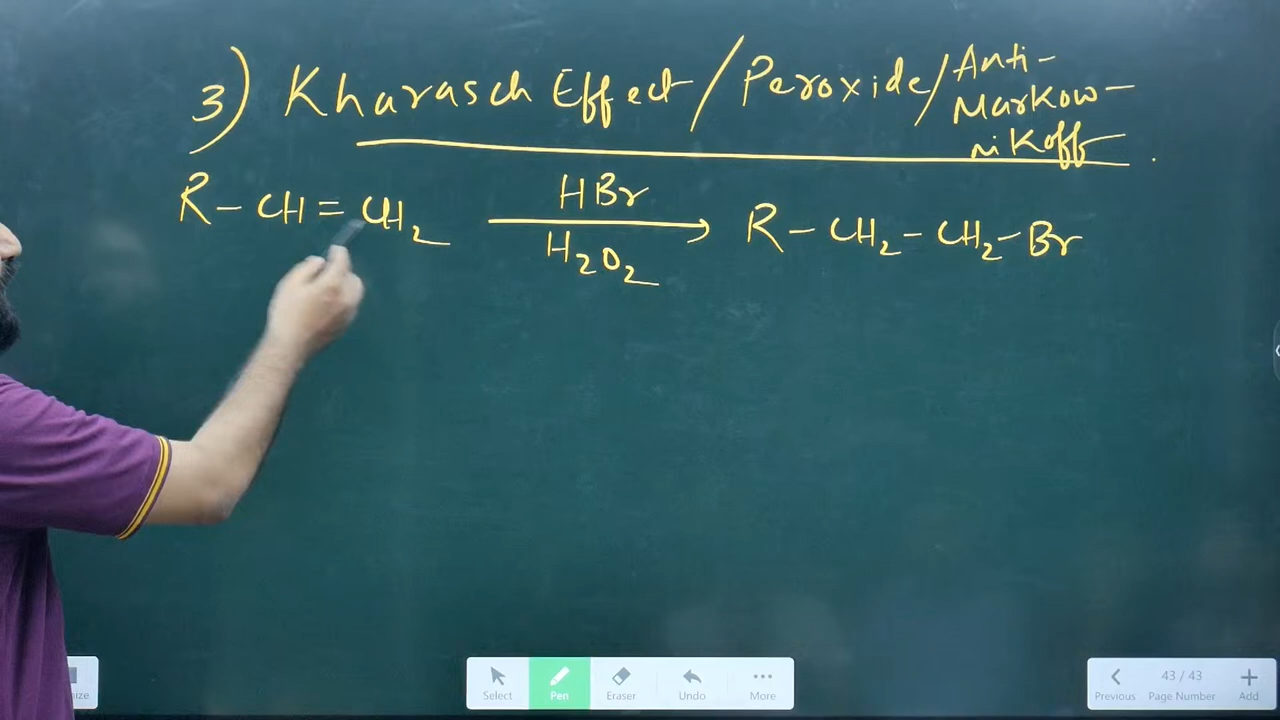 3) Kharasch Effect / Peroxide / Anti-
Markow-
nikoff
R - CH = CH2 HBr H2O2 R - CH2 - CH2 - Br
ize
Select Pen Eraser Undo More
43 / 43
Previous Page Number Add